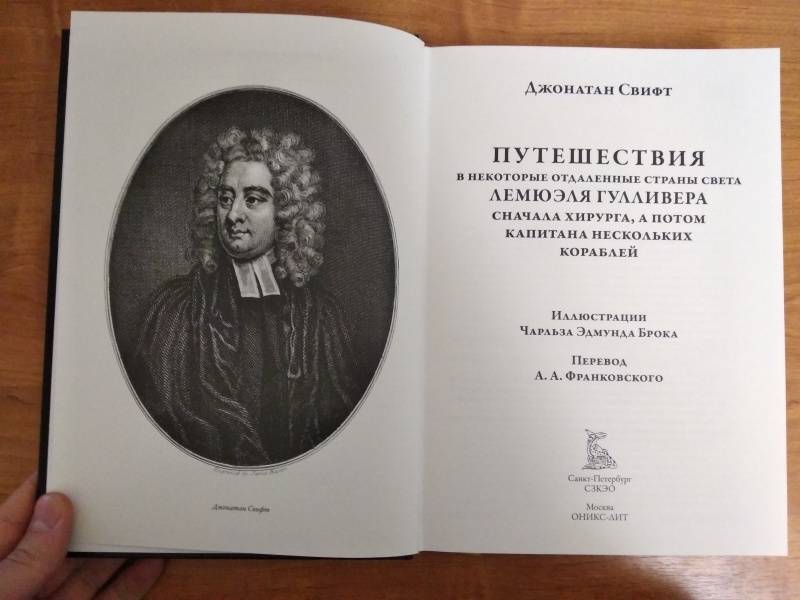 Джонатан Свифт
Джонатан Свифт
ПУТЕШЕСТВИЯ
В НЕКОТОРЫЕ ОТДАЛЕННЫЕ СТРАНЫ СВЕТА
ЛЕМЮЭЛЯ ГУЛЛИВЕРА
СНАЧАЛА ХИРУРГА, А ПОТОМ
КАПИТАНА НЕСКОЛЬКИХ
КОРАБЛЕЙ
Иллюстрации
Чарльза Эдмунда Брока
Перевод
А. А. Франковского
Санкт-Петербург
СЗКЭО
Москва
ОНИКС-ЛИТ